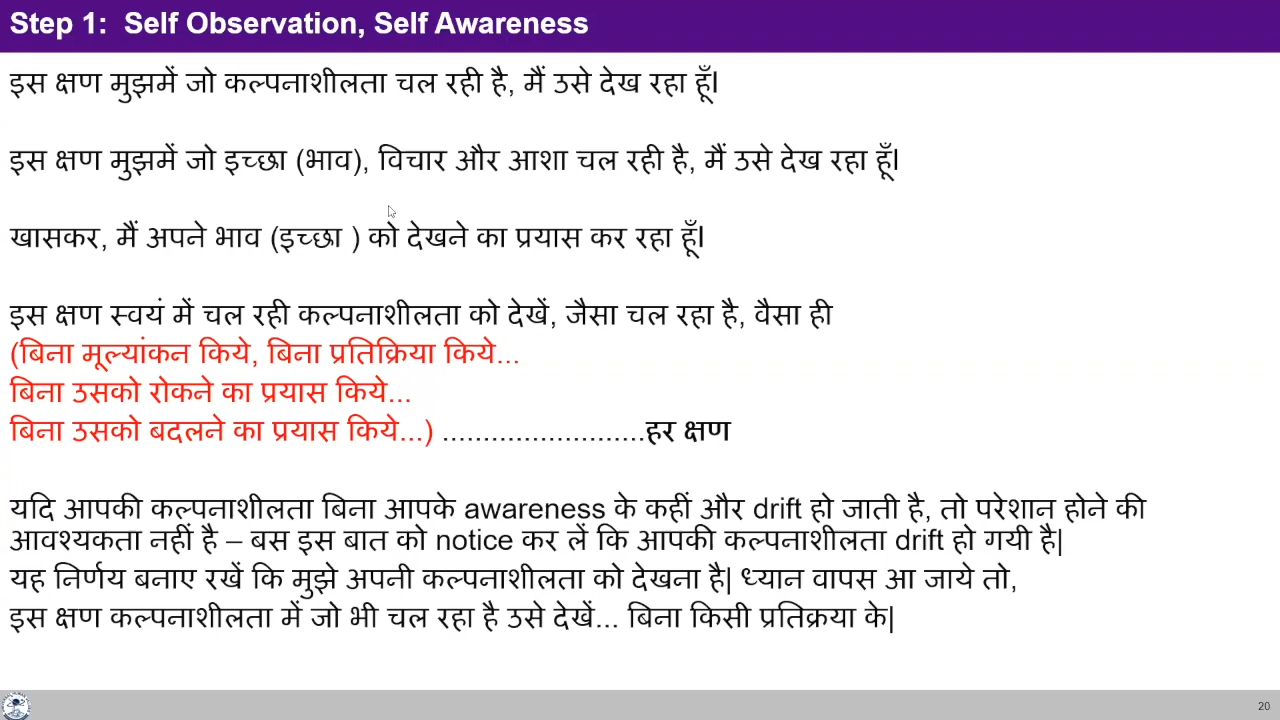 Step 1:  Self Observation, Self Awareness
इस क्षण मुझमें जो कल्पनाशीलता चल रही है, मैं उसे देख रहा हूँ।
इस क्षण मुझमें जो इच्छा (भाव), विचार और आशा चल रही है, मैं उसे देख रहा हूँ।
खासकर, मैं अपने भाव (इच्छा ) को देखने का प्रयास कर रहा हूँ।
इस क्षण स्वयं में चल रही कल्पनाशीलता को देखें, जैसा चल रहा है, वैसा ही
(बिना मूल्यांकन किये, बिना प्रतिक्रिया किये...
बिना उसको रोकने का प्रयास किये...
बिना उसको बदलने का प्रयास किये...) .........................हर क्षण
यदि आपकी कल्पनाशीलता बिना आपके awareness के कहीं और drift हो जाती है, तो परेशान होने की
आवश्यकता नहीं है – बस इस बात को notice कर लें कि आपकी कल्पनाशीलता drift हो गयी है|
यह निर्णय बनाए रखें कि मुझे अपनी कल्पनाशीलता को देखना है| ध्यान वापस आ जाये तो,
इस क्षण कल्पनाशीलता में जो भी चल रहा है उसे देखें... बिना किसी प्रतिक्रया के|
20